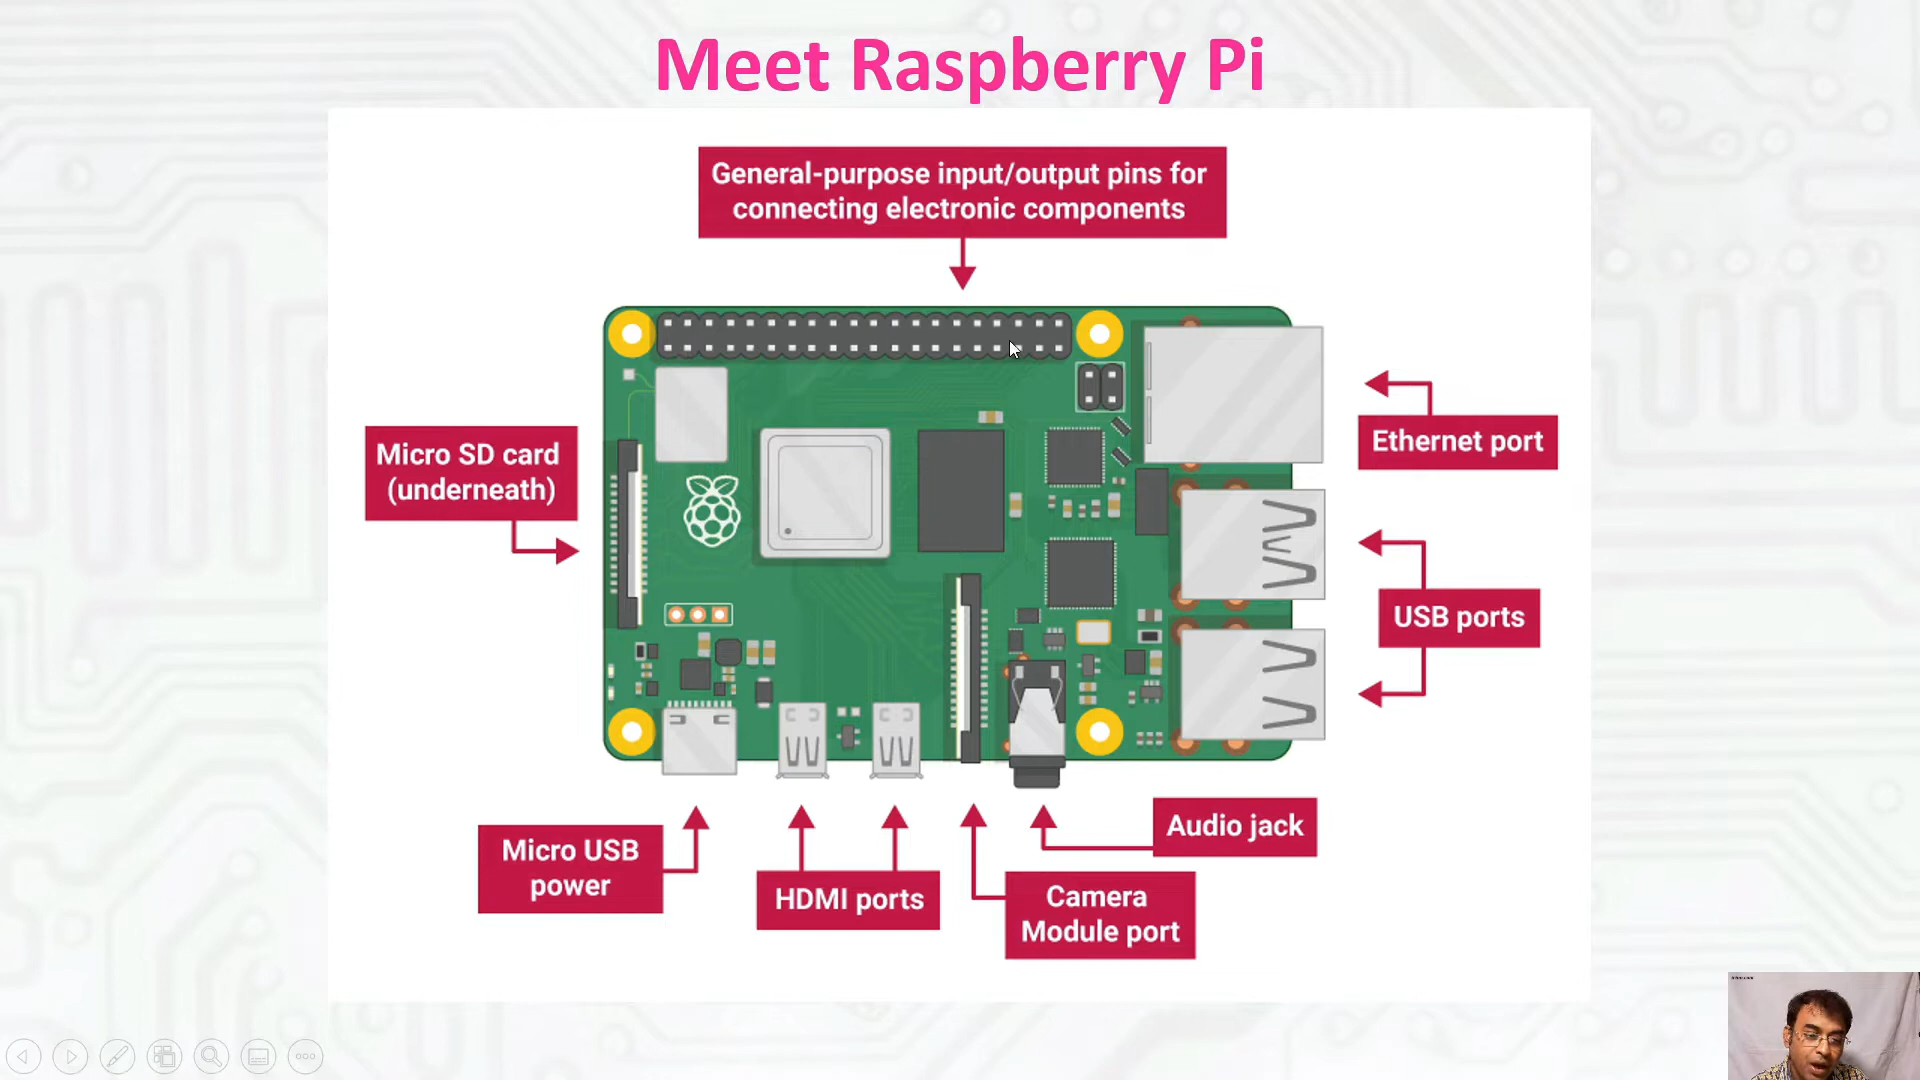 Meet Raspberry Pi
General-purpose input/output pins for
connecting electronic components
Micro SD card
(underneath)
Ethernet port
USB ports
Micro USB
power
HDMI ports
Camera
Module port
Audio jack